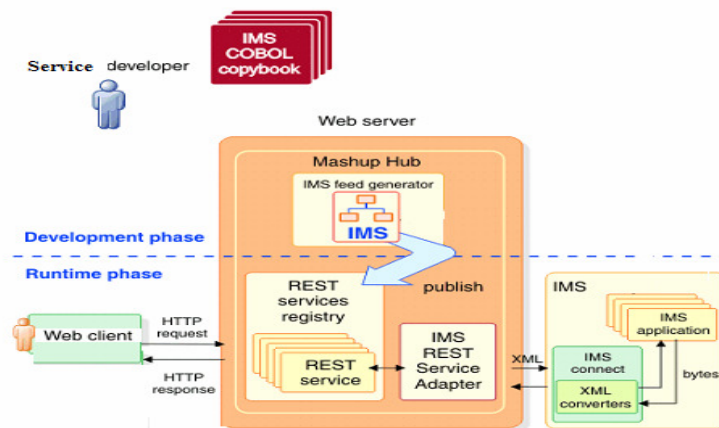 IMS
COBOL
copybook
Service developer
Web server
Mashup Hub
IMS feed generator
IMS
Development phase
Runtime phase
publish
REST
services
registry
IMS
HTTP
request
Web client
HTTP
response
REST
service
IMS
REST
Service
Adapter
XML
IMS
application
IMS
connect
bytes
XML
converters